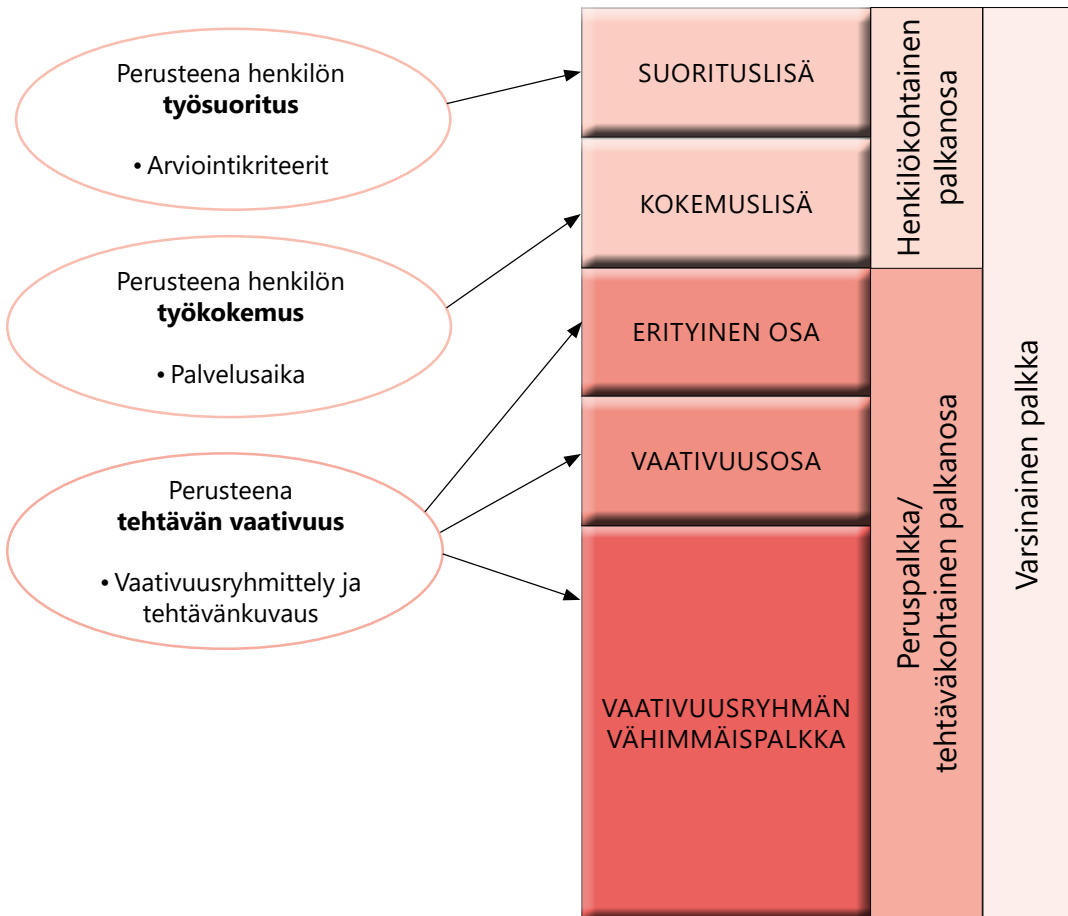 Perusteena henkilön
työsuoritus
• Arviointikriteerit
Perusteena henkilön
työkokemus
• Palvelusaika
Perusteena
tehtävän vaativuus
• Vaativuusryhmittely ja
tehtävänkuvaus
SUORITUSLISÄ
KOKEMUSLISÄ
ERITYINEN OSA
VAATIVUUSOSA
VAATIVUUSRYHMÄN
VÄHIMMÄISPALKKA
Henkilökohtainen
palkanosa
Peruspalkka/
tehtäväkohtainen palkanosa
Varsinainen palkka